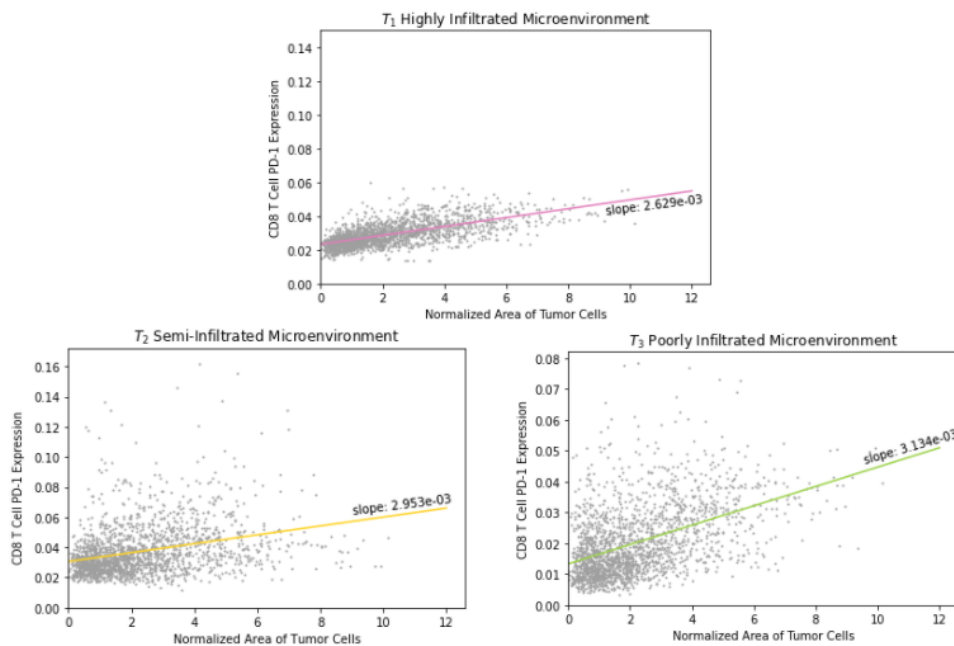 T₁ Highly Infiltrated Microenvironment
CD8 T Cell PD-1 Expression
0.14
0.12
0.10
0.08
0.06
0.04
0.02
0.00
slope: 2.629e-03
0 2 4 6 8 10 12
Normalized Area of Tumor Cells
T₂ Semi-Infiltrated Microenvironment
CD8 T Cell PD-1 Expression
0.16
0.14
0.12
0.10
0.08
0.06
0.04
0.02
0.00
slope: 2.953e-03
0 2 4 6 8 10 12
Normalized Area of Tumor Cells
T₃ Poorly Infiltrated Microenvironment
CD8 T Cell PD-1 Expression
0.08
0.07
0.06
0.05
0.04
0.03
0.02
0.01
0.00
slope: 3.134e-03
0 2 4 6 8 10 12
Normalized Area of Tumor Cells